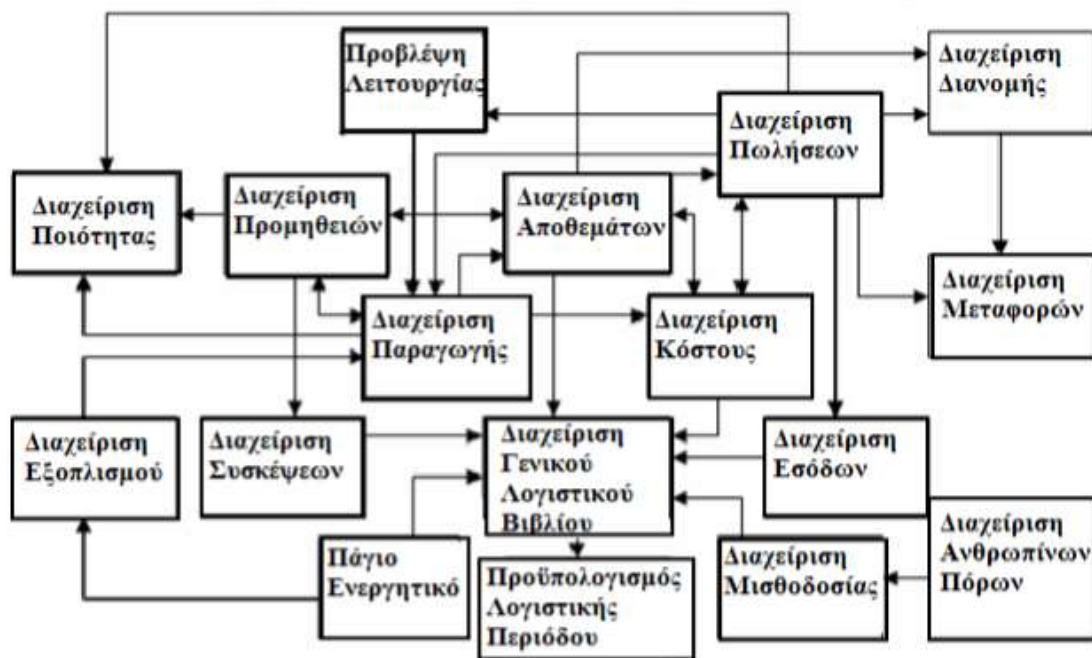 Προβλέψη
Λειτουργίας
Διαχείριση
Διανομής
Διαχείριση
Πωλήσεων
Διαχείριση
Ποιότητας
Διαχείριση
Προμηθειών
Διαχείριση
Αποθεμάτων
Διαχείριση
Μεταφορών
Διαχείριση
Παραγωγής
Διαχείριση
Κόστους
Διαχείριση
Εξοπλισμού
Διαχείριση
Συσκέψεων
Διαχείριση
Γενικού
Λογιστικού
Βιβλίου
Διαχείριση
Εσόδων
Πάγιο
Ενεργητικό
Προϋπολογισμός
Λογιστικής
Περιόδου
Διαχείριση
Μισθοδοσίας
Διαχείριση
Ανθρωπίνων
Πόρων